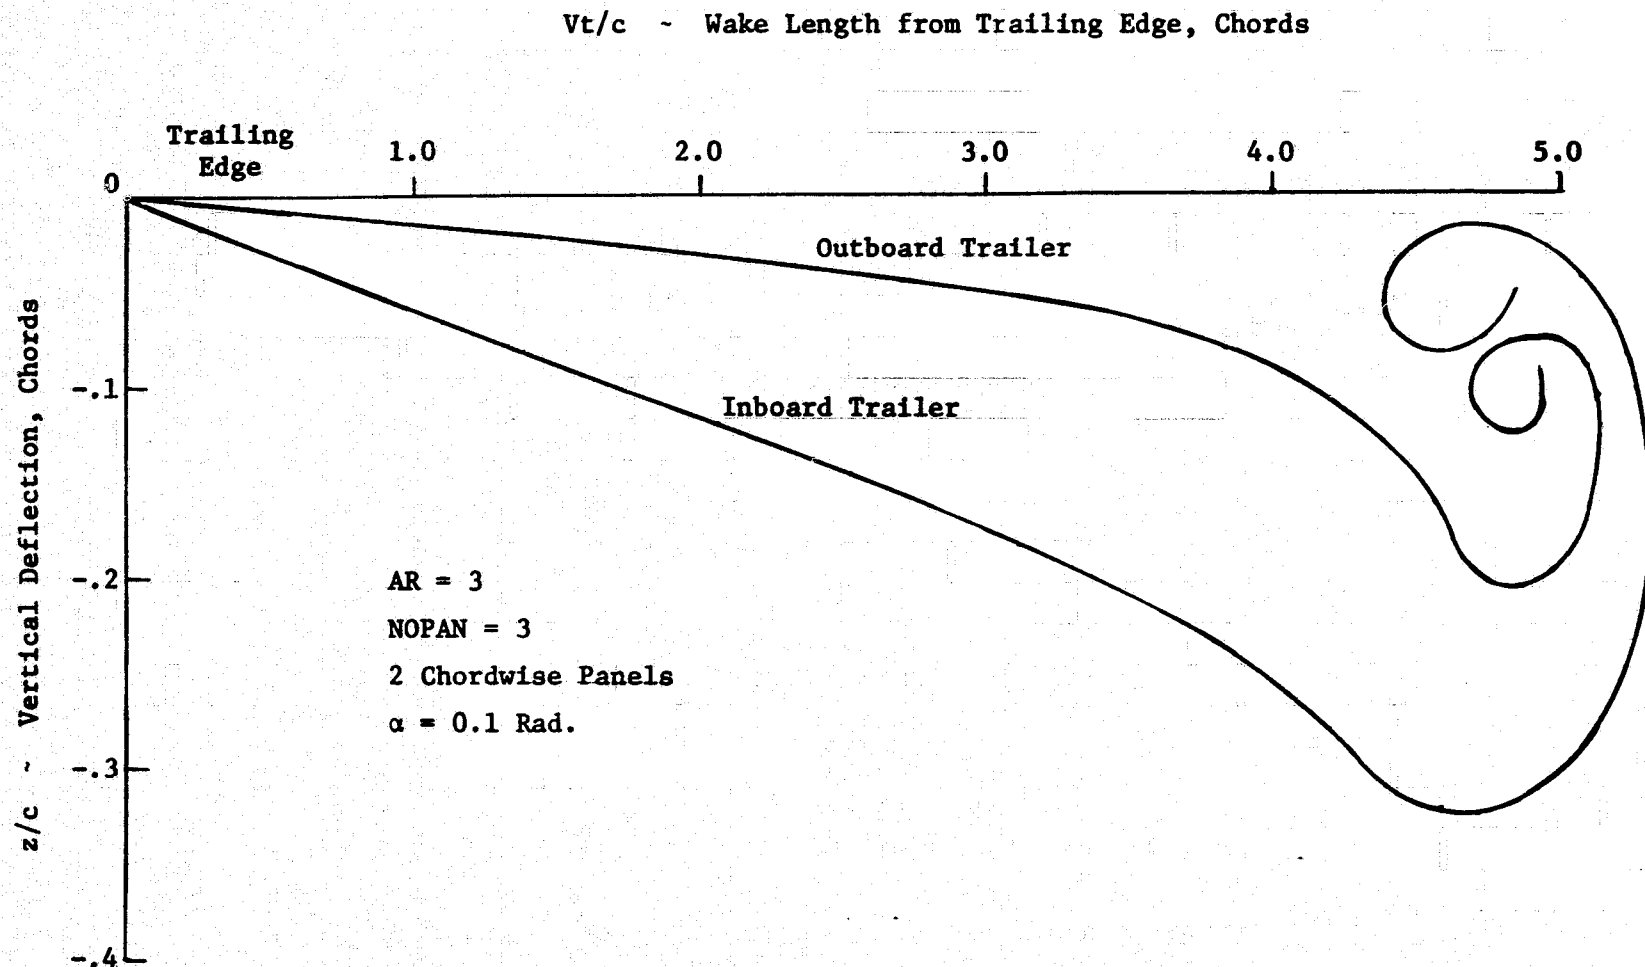 Vt/c ~ Wake Length from Trailing Edge, Chords
Trailing
Edge
1.0 2.0 3.0 4.0 5.0
0
Outboard Trailer
z/c ~ Vertical Deflection, Chords
-.1
Inboard Trailer
-.2
AR = 3
NOPAN = 3
2 Chordwise Panels
α = 0.1 Rad.
-.3
-.4